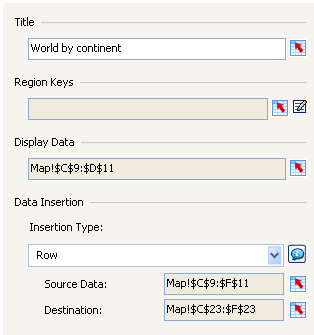 Title
World by continent
Region Keys
Display Data
Map!$C$9:$D$11
Data Insertion
Insertion Type:
Row
Source Data: Map!$C$9:$F$11
Destination: Map!$C$23:$F$23